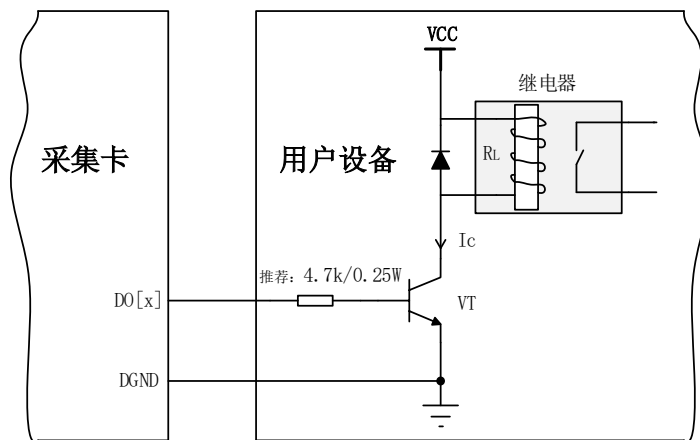 VCC
继电器
采集卡
用户设备
RL
Ic
推荐: 4.7k/0.25W
DO[x]
VT
DGND